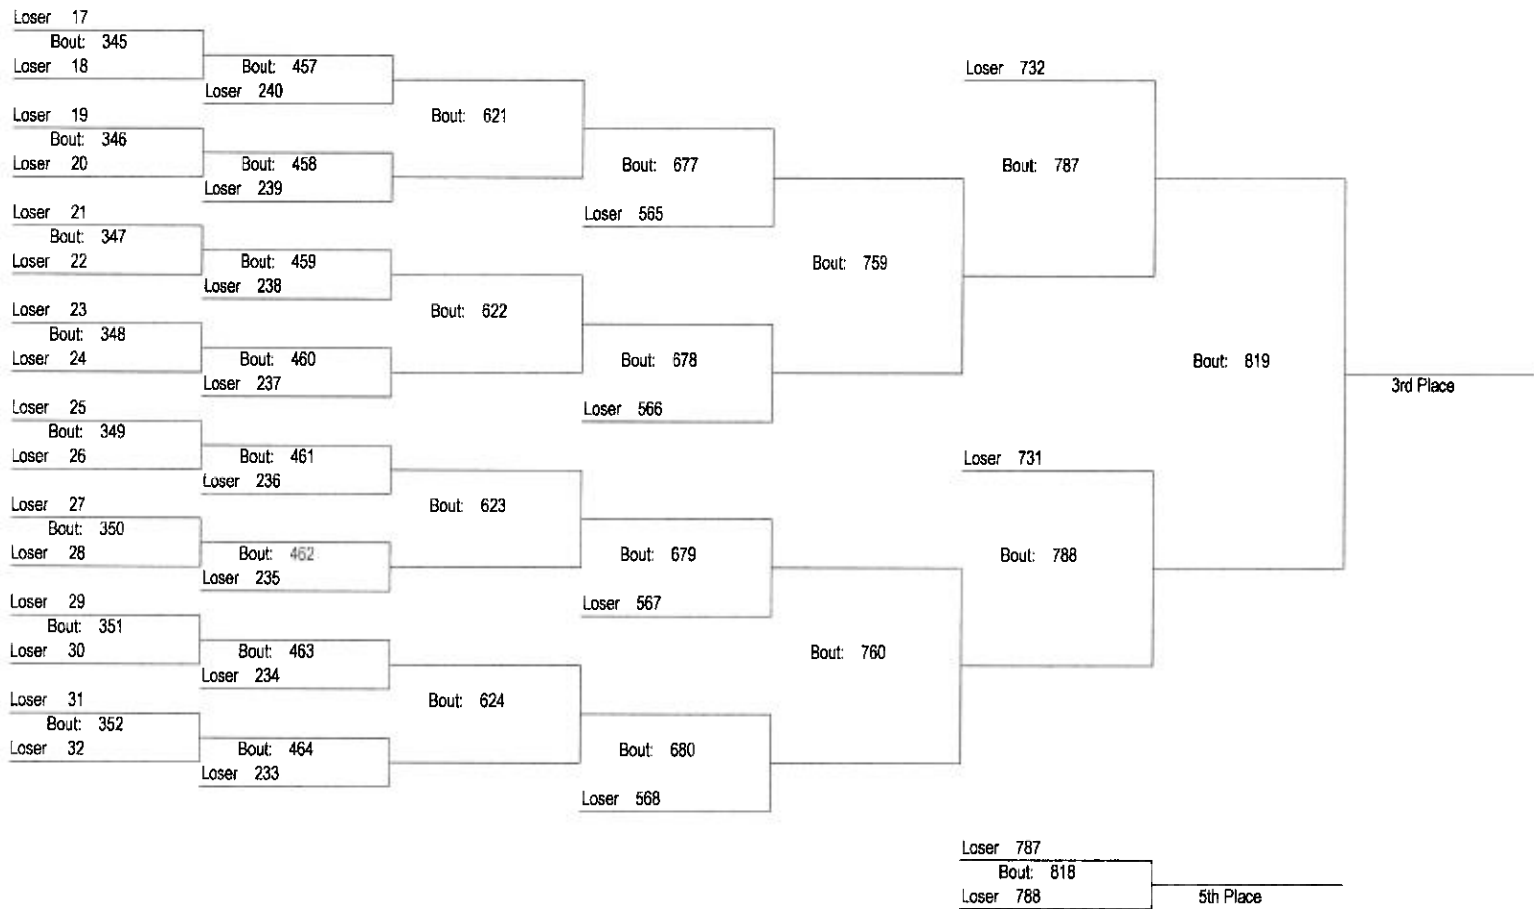 Loser 17
Bout: 345
Loser 18
Bout: 457
Loser 240
Loser 19
Bout: 346
Loser 20
Bout: 458
Loser 239
Bout: 621
Loser 21
Bout: 347
Loser 22
Bout: 459
Loser 238
Loser 23
Bout: 348
Loser 24
Bout: 460
Loser 237
Bout: 622
Loser 25
Bout: 349
Loser 26
Bout: 461
Loser 236
Loser 27
Bout: 350
Loser 28
Bout: 462
Loser 235
Bout: 623
Loser 29
Bout: 351
Loser 30
Bout: 463
Loser 234
Loser 31
Bout: 352
Loser 32
Bout: 464
Loser 233
Bout: 624
Bout: 677
Loser 565
Bout: 678
Loser 566
Bout: 759
Bout: 679
Loser 567
Bout: 680
Loser 568
Bout: 760
Loser 732
Bout: 787
Loser 731
Bout: 788
Bout: 819
3rd Place
Loser 787
Bout: 818
Loser 788
5th Place